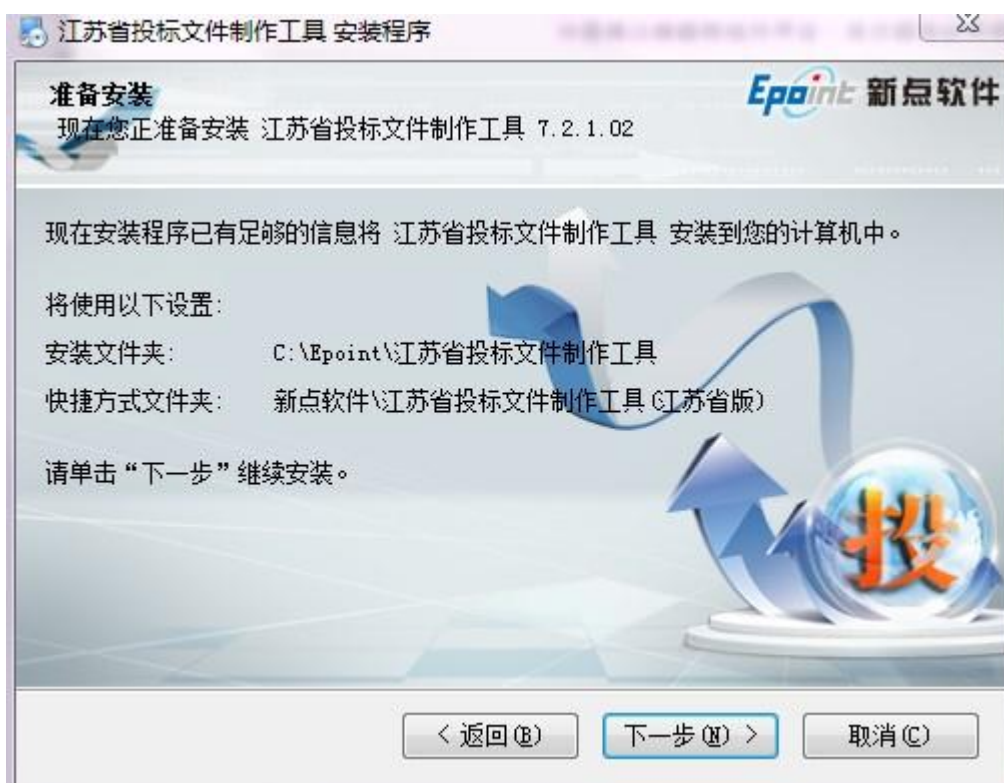 江苏省投标文件制作工具 安装程序
准备安装
现在您正准备安装 江苏省投标文件制作工具 7.2.1.02
Epoint 新点软件
现在安装程序已有足够的信息将 江苏省投标文件制作工具 安装到您的计算机中。
将使用以下设置:
安装文件夹: C:\Epoint\江苏省投标文件制作工具
快捷方式文件夹: 新点软件\江苏省投标文件制作工具(江苏省版)
请单击“下一步”继续安装。
投
< 返回(B) 下一步(N) > 取消(C)